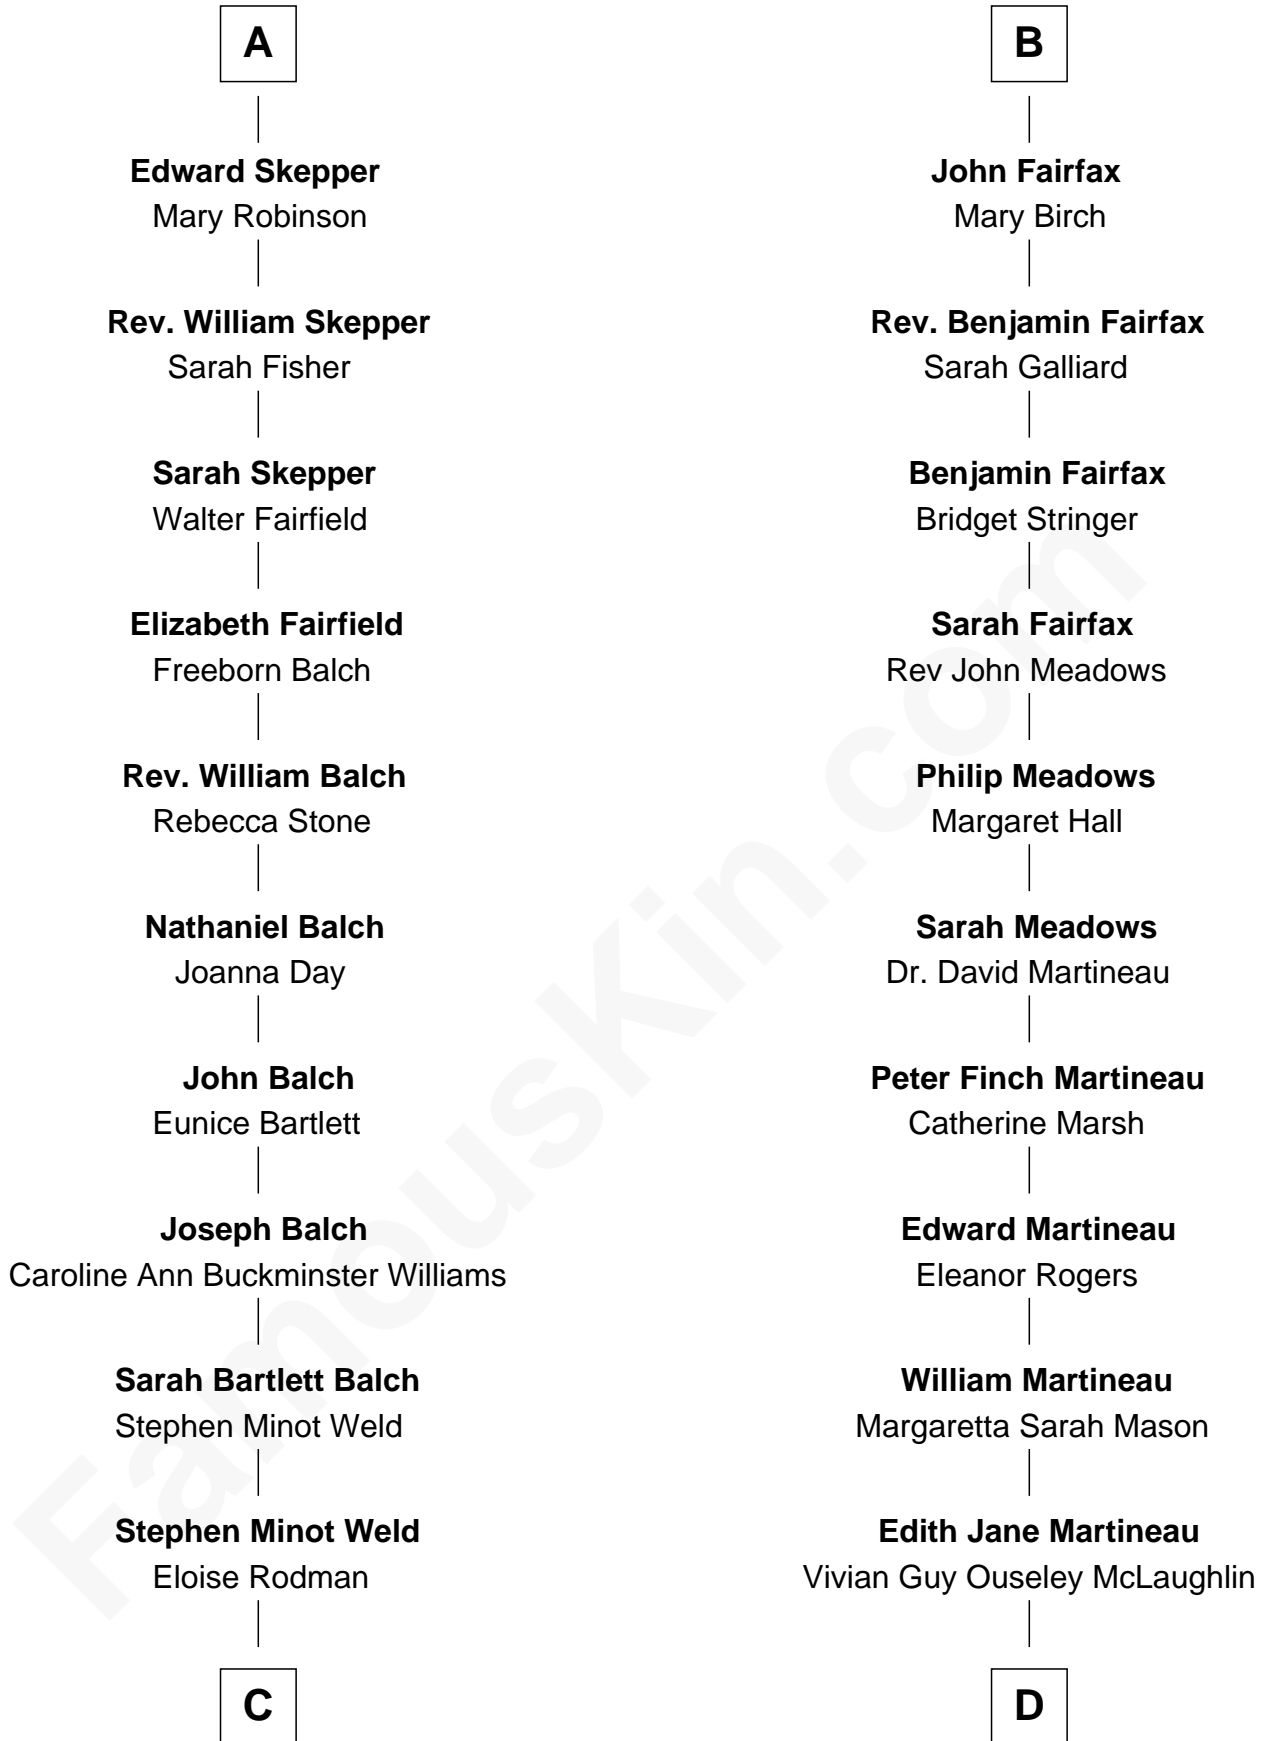 A
Edward Skepper
Mary Robinson
Rev. William Skepper
Sarah Fisher
Sarah Skepper
Walter Fairfield
Elizabeth Fairfield
Freeborn Balch
Rev. William Balch
Rebecca Stone
Nathaniel Balch
Joanna Day
John Balch
Eunice Bartlett
Joseph Balch
Caroline Ann Buckminster Williams
Sarah Bartlett Balch
Stephen Minot Weld
Stephen Minot Weld
Eloise Rodman
C
B
John Fairfax
Mary Birch
Rev. Benjamin Fairfax
Sarah Galliard
Benjamin Fairfax
Bridget Stringer
Sarah Fairfax
Rev John Meadows
Philip Meadows
Margaret Hall
Sarah Meadows
Dr. David Martineau
Peter Finch Martineau
Catherine Marsh
Edward Martineau
Eleanor Rogers
William Martineau
Margaretta Sarah Mason
Edith Jane Martineau
Vivian Guy Ouseley McLaughlin
D
FamousKin.com